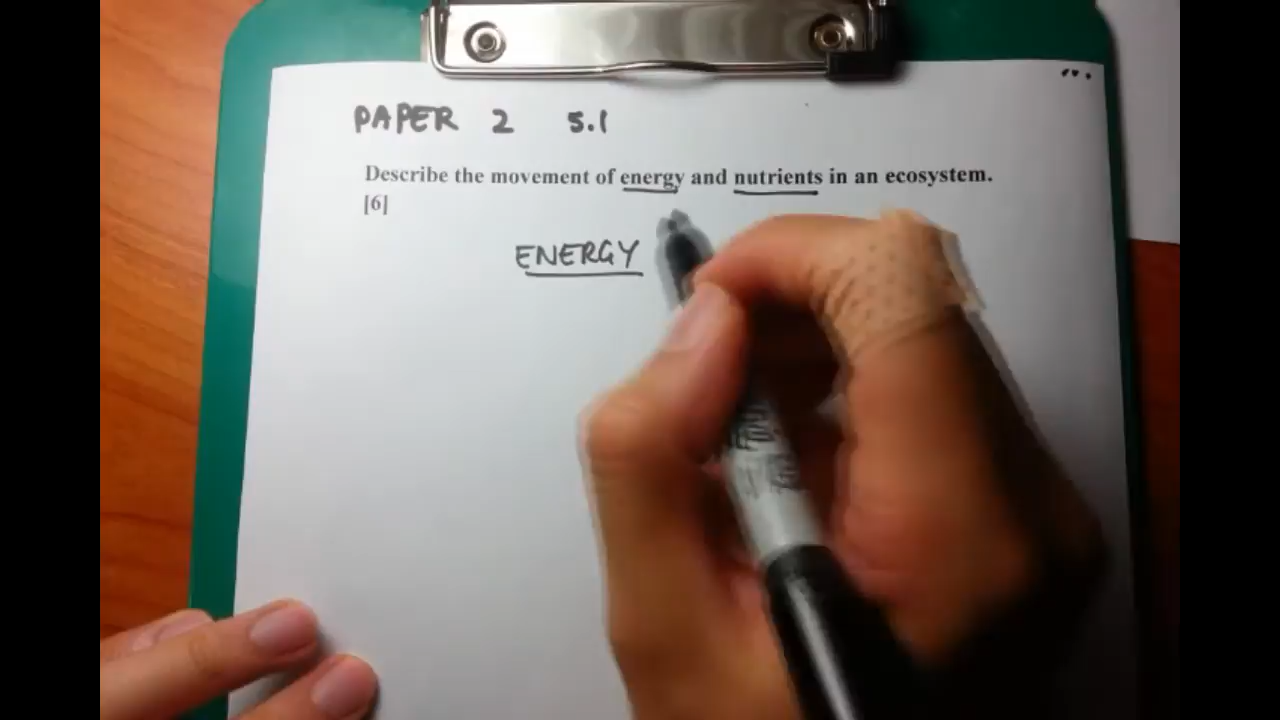 PAPER 2 5.1
Describe the movement of energy and nutrients in an ecosystem.
[6]
ENERGY